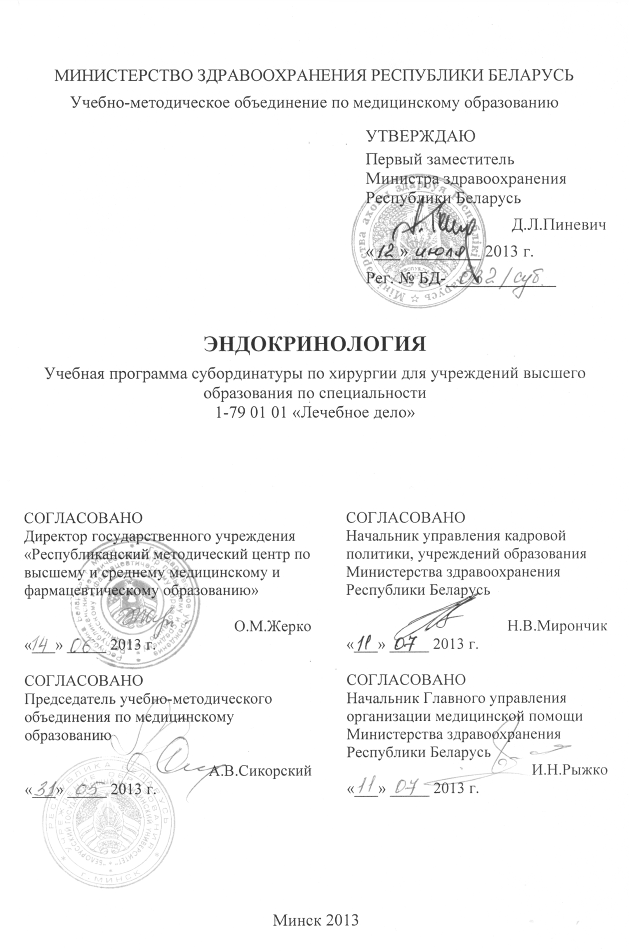 МИНИСТЕРСТВО ЗДРАВООХРАНЕНИЯ РЕСПУБЛИКИ БЕЛАРУСЬ
Учебно-методическое объединение по медицинскому образованию
УТВЕРЖДАЮ
Первый заместитель
Министра здравоохранения
Республики Беларусь
Д.Л.Пиневич
«12» июля 2013 г.
Рег. № БД- 032/суб.
ЭНДОКРИНОЛОГИЯ
Учебная программа субординатуры по хирургии для учреждений высшего
образования по специальности
1-79 01 01 «Лечебное дело»
СОГЛАСОВАНО
Директор государственного учреждения
«Республиканский методический центр по
высшему и среднему медицинскому и
фармацевтическому образованию»
О.М.Жерко
«14» 06 2013 г.
СОГЛАСОВАНО
Начальник управления кадровой
политики, учреждений образования
Министерства здравоохранения
Республики Беларусь
Н.В.Мирончик
«11» 07 2013 г.
СОГЛАСОВАНО
Председатель учебно-методического
объединения по медицинскому
образованию
А.В.Сикорский
«31» 05 2013 г.
СОГЛАСОВАНО
Начальник Главного управления
организации медицинской помощи
Министерства здравоохранения
Республики Беларусь
И.Н.Рыжко
«11» 07 2013 г.
Минск 2013